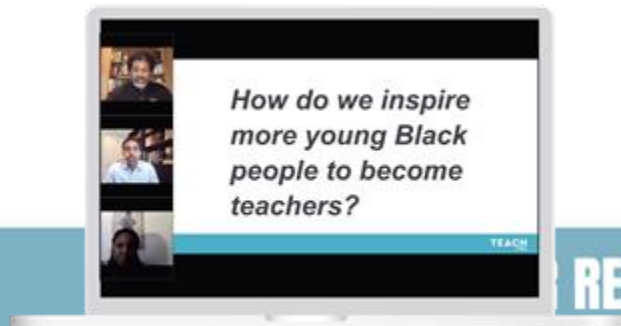 How do we inspire
more young Black
people to become
teachers?
TEACH
RE